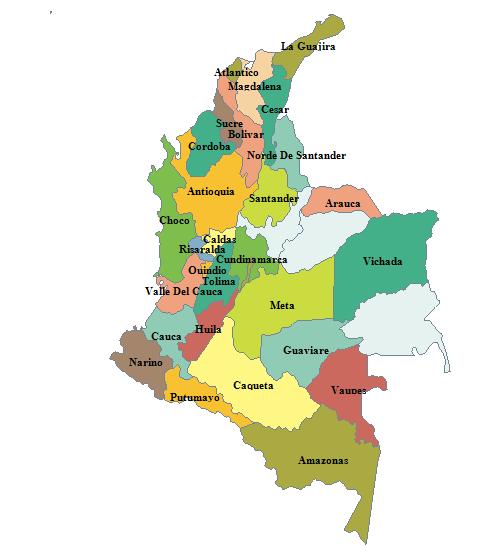 La Guajira
Atlantico
Magdalena
Cesar
Sucre
Bolivar
Cordoba
Norde De Santander
Antioquia
Santander
Arauca
Choco
Caldas
Risaralda
Cundinamarca
Vichada
Quindio
Tolima
Valle Del Cauca
Meta
Huila
Cauca
Guaviare
Narino
Caqueta
Vaupes
Putumayo
Amazonas